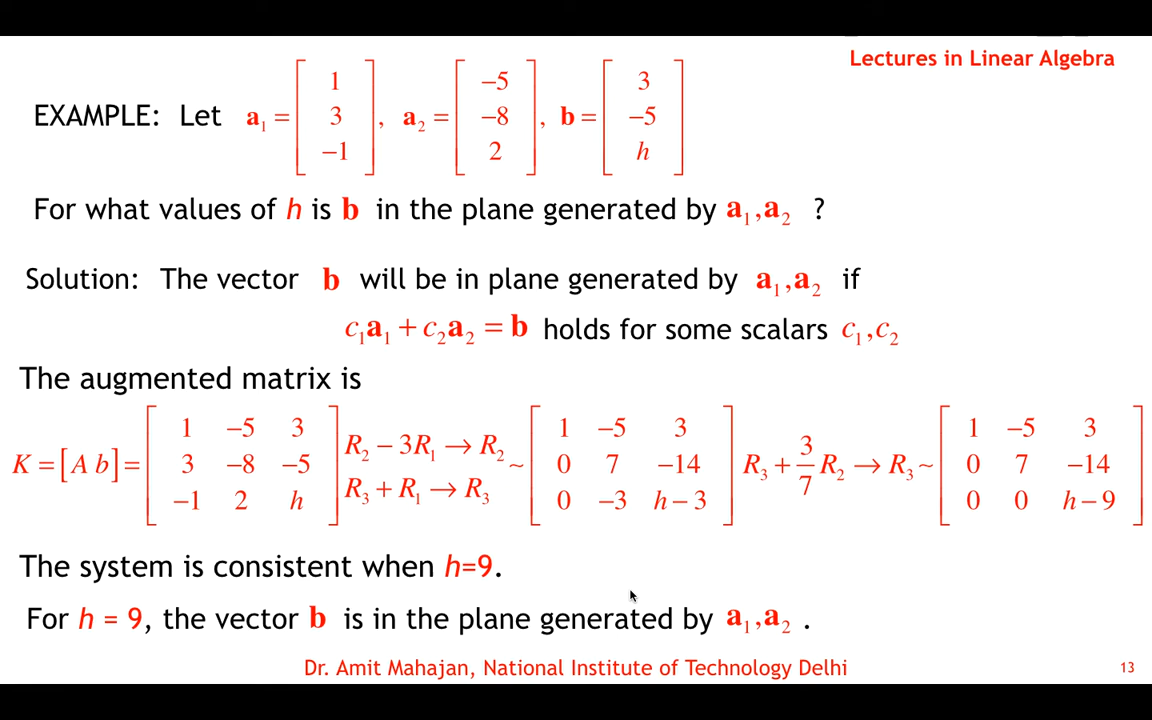 Lectures in Linear Algebra
EXAMPLE: Let a₁ = [1 3 −1], a₂ = [−5 −8 2], b = [3 −5 h]
For what values of h is b in the plane generated by a₁,a₂ ?
Solution: The vector b will be in plane generated by a₁,a₂ if
c₁a₁ + c₂a₂ = b holds for some scalars c₁,c₂
The augmented matrix is
K = [A b] = [1 −5 3; 3 −8 −5; −1 2 h] R₂ − 3R₁ → R₂ R₃ + R₁ → R₃ ~ [1 −5 3; 0 7 −14; 0 −3 h − 3] R₃ + 3/7 R₂ → R₃ ~ [1 −5 3; 0 7 −14; 0 0 h − 9]
The system is consistent when h=9.
For h = 9, the vector b is in the plane generated by a₁,a₂ .
Dr. Amit Mahajan, National Institute of Technology Delhi
13